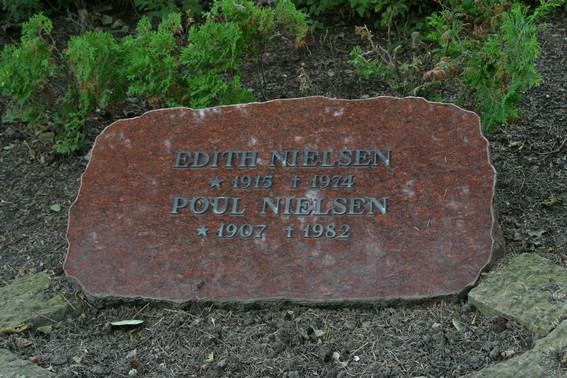 EDITH NIELSEN
★ 1915 † 1974
POUL NIELSEN
★ 1907 † 1982